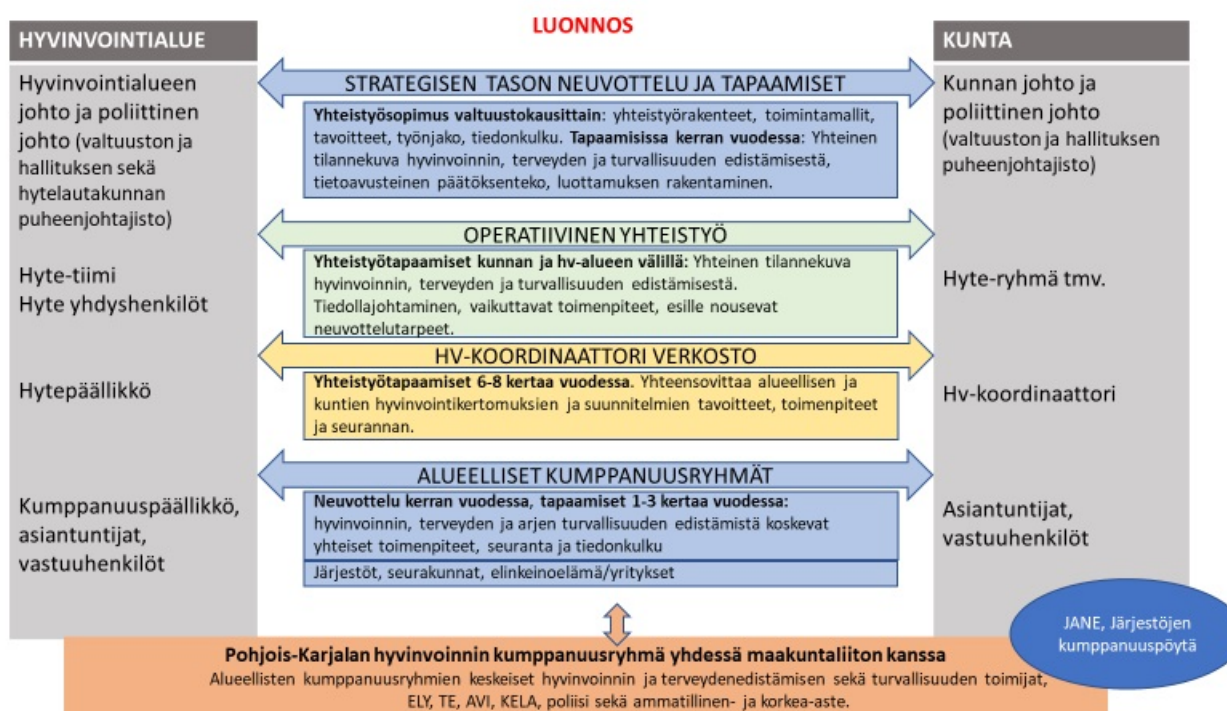 LUONNOS
HYVINVOINTIALUE
KUNTA
Hyvinvointialueen
johto ja poliittinen
johto (valtuuston ja
hallituksen sekä
hytelautakunnan
puheenjohtajisto)
STRATEGISEN TASON NEUVOTTELU JA TAPAAMISET
Yhteistyösopimus valtuustokausittain: yhteistyörakenteet, toimintamallit,
tavoitteet, työnjako, tiedonkulku. Tapaamisissa kerran vuodessa: Yhteinen
tilannekuva hyvinvoinnin, terveyden ja turvallisuuden edistämisestä,
tietoavusteinen päätöksenteko, luottamuksen rakentaminen.
Kunnan johto ja
poliittinen johto
(valtuuston ja hallituksen
puheenjohtajisto)
OPERATIIVINEN YHTEISTYÖ
Hyte-tiimi
Hyte yhdyshenkilöt
Yhteistyötapaamiset kunnan ja hv-alueen välillä: Yhteinen tilannekuva
hyvinvoinnin, terveyden ja turvallisuuden edistämisestä.
Tiedollajohtaminen, vaikuttavat toimenpiteet, esille nousevat
neuvottelutarpeet.
Hyte-ryhmä tmv.
HV-KOORDINAATTORI VERKOSTO
Hytepäällikkö
Yhteistyötapaamiset 6-8 kertaa vuodessa. Yhteensovittaa alueellisen ja
kuntien hyvinvointikertomuksien ja suunnitelmien tavoitteet, toimenpiteet
ja seurannan.
Hv-koordinaattori
ALUEELLISET KUMPPANUUSRYHMÄT
Kumppanuuspäällikkö,
asiantuntijat,
vastuuhenkilöt
Neuvottelu kerran vuodessa, tapaamiset 1-3 kertaa vuodessa:
hyvinvoinnin, terveyden ja arjen turvallisuuden edistämistä koskevat
yhteiset toimenpiteet, seuranta ja tiedonkulku
Järjestöt, seurakunnat, elinkeinoelämä/yritykset
Asiantuntijat,
vastuuhenkilöt
JANE, Järjestöjen
kumppanuuspöytä
Pohjois-Karjalan hyvinvoinnin kumppanuusryhmä yhdessä maakuntaliiton kanssa
Alueellisten kumppanuusryhmien keskeiset hyvinvoinnin ja terveydenedistämisen sekä turvallisuuden toimijat,
ELY, TE, AVI, KELA, poliisi sekä ammatillinen- ja korkea-aste.